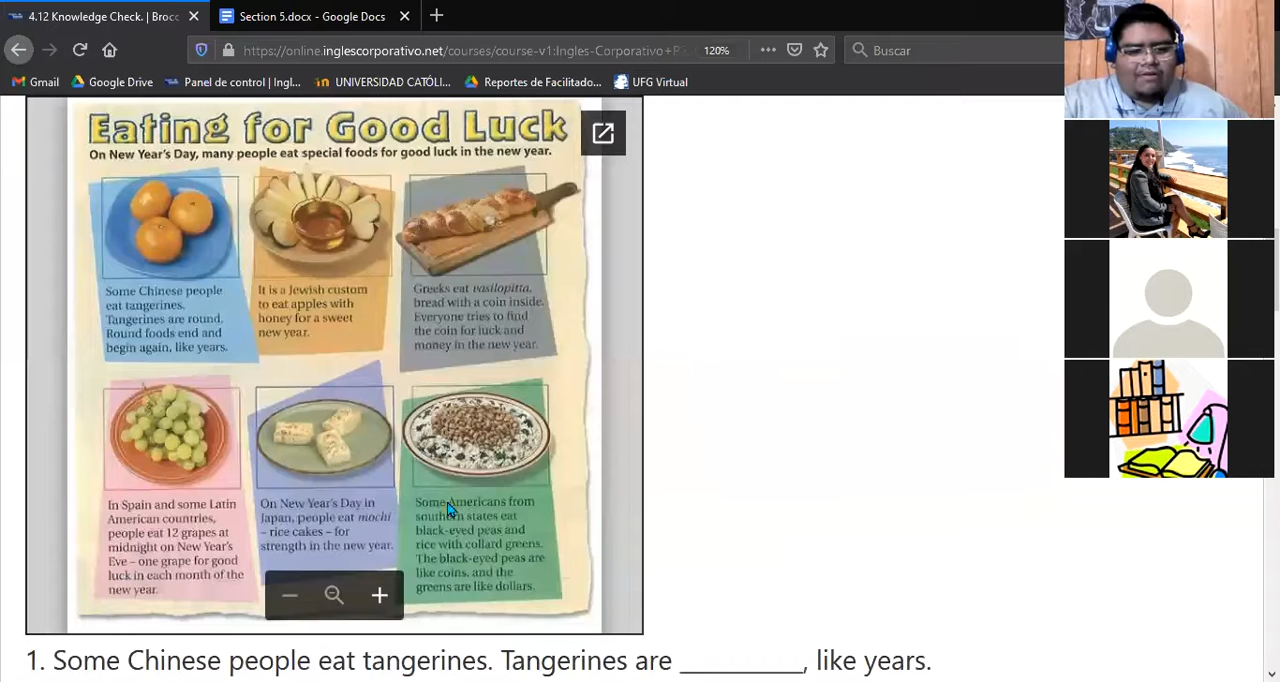 4.12 Knowledge Check. | Brocc
Section 5.docx - Google Docs
https://online.inglescorporativo.net/courses/course-v1:Ingles-Corporativo+P
120%
Buscar
Gmail
Google Drive
Panel de control | Ingl...
UNIVERSIDAD CATÓLI...
Reportes de Facilitado...
UFG Virtual
Eating for Good Luck
On New Year's Day, many people eat special foods for good luck in the new year.
Some Chinese people
eat tangerines.
Tangerines are round.
Round foods end and
begin again, like years.
It is a Jewish custom
to eat apples with
honey for a sweet
new year.
Greeks eat vasilopitta,
bread with a coin inside.
Everyone tries to find
the coin for luck and
money in the new year.
In Spain and some Latin
American countries,
people eat 12 grapes at
midnight on New Year's
Eve – one grape for good
luck in each month of the
new year.
On New Year's Day in
Japan, people eat mochi
– rice cakes – for
strength in the new year.
Some Americans from
southern states eat
black-eyed peas and
rice with collard greens.
The black-eyed peas are
like coins, and the
greens are like dollars.
1. Some Chinese people eat tangerines. Tangerines are _________, like years.